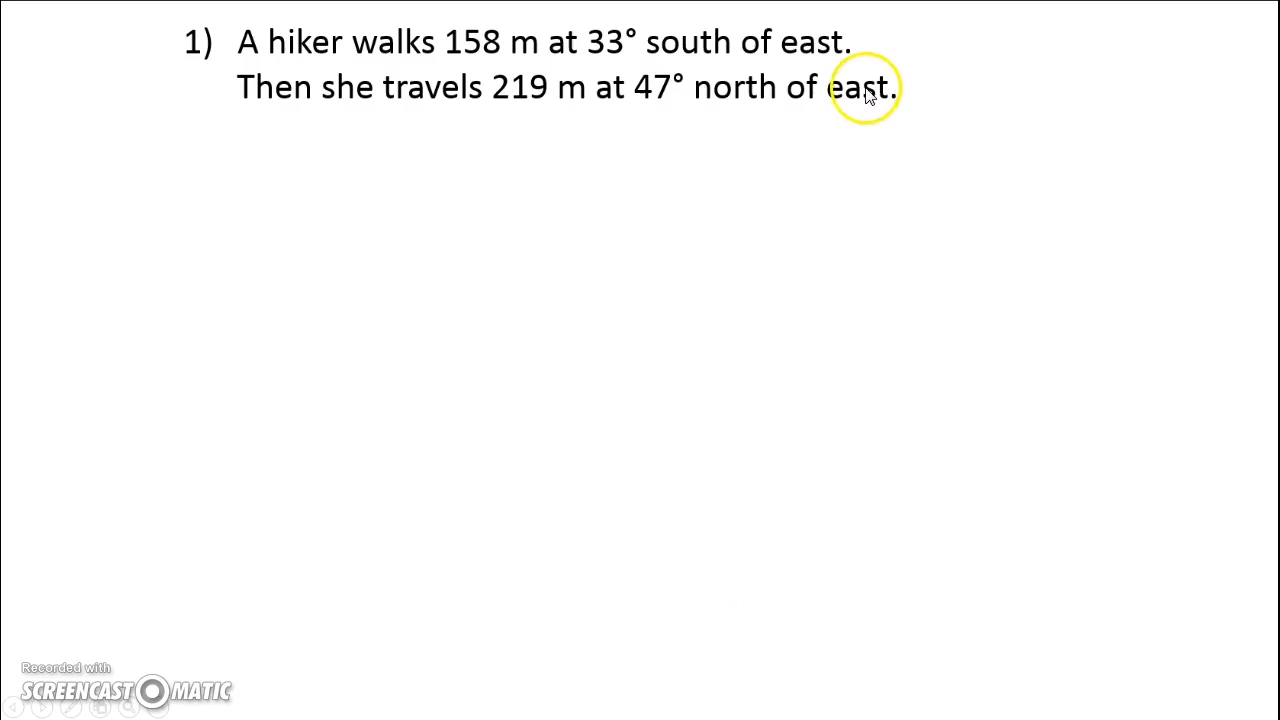 1) A hiker walks 158 m at 33° south of east.
Then she travels 219 m at 47° north of east.
Recorded with
SCREENCAST MATIC